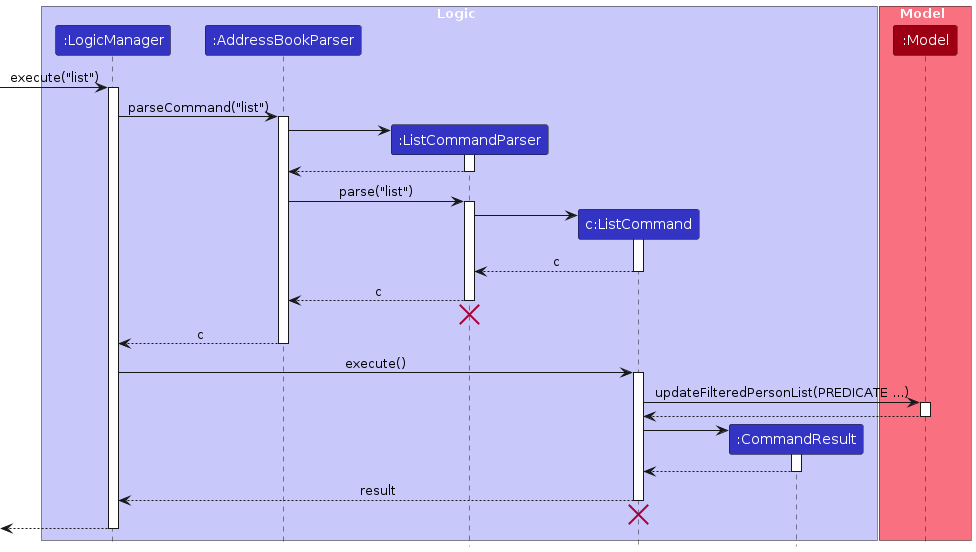 Logic
Model
:LogicManager
:AddressBookParser
:Model
execute("list")
parseCommand("list")
:ListCommandParser
parse("list")
c:ListCommand
c
c
c
execute()
updateFilteredPersonList(PREDICATE ...)
:CommandResult
result